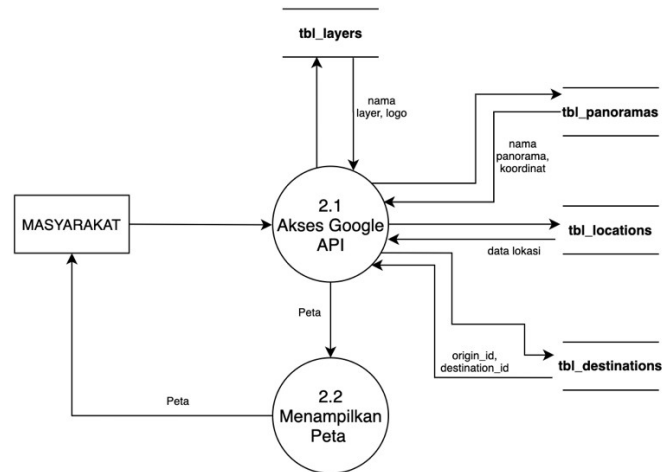 tbl_layers
nama
layer, logo
tbl_panoramas
nama
panorama,
koordinat
2.1
Akses Google
API
MASYARAKAT
tbl_locations
data lokasi
Peta
origin_id,
destination_id
tbl_destinations
2.2
Menampilkan
Peta
Peta